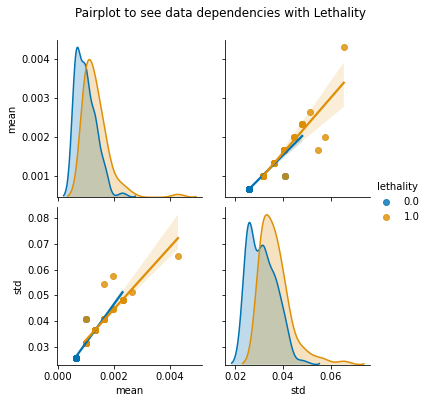 Pairplot to see data dependencies with Lethality
0.004
0.003
0.002
0.001
mean
lethality
0.0
1.0
0.08
0.07
0.06
0.05
0.04
0.03
std
0.000 0.002 0.004
mean
0.02 0.04 0.06
std